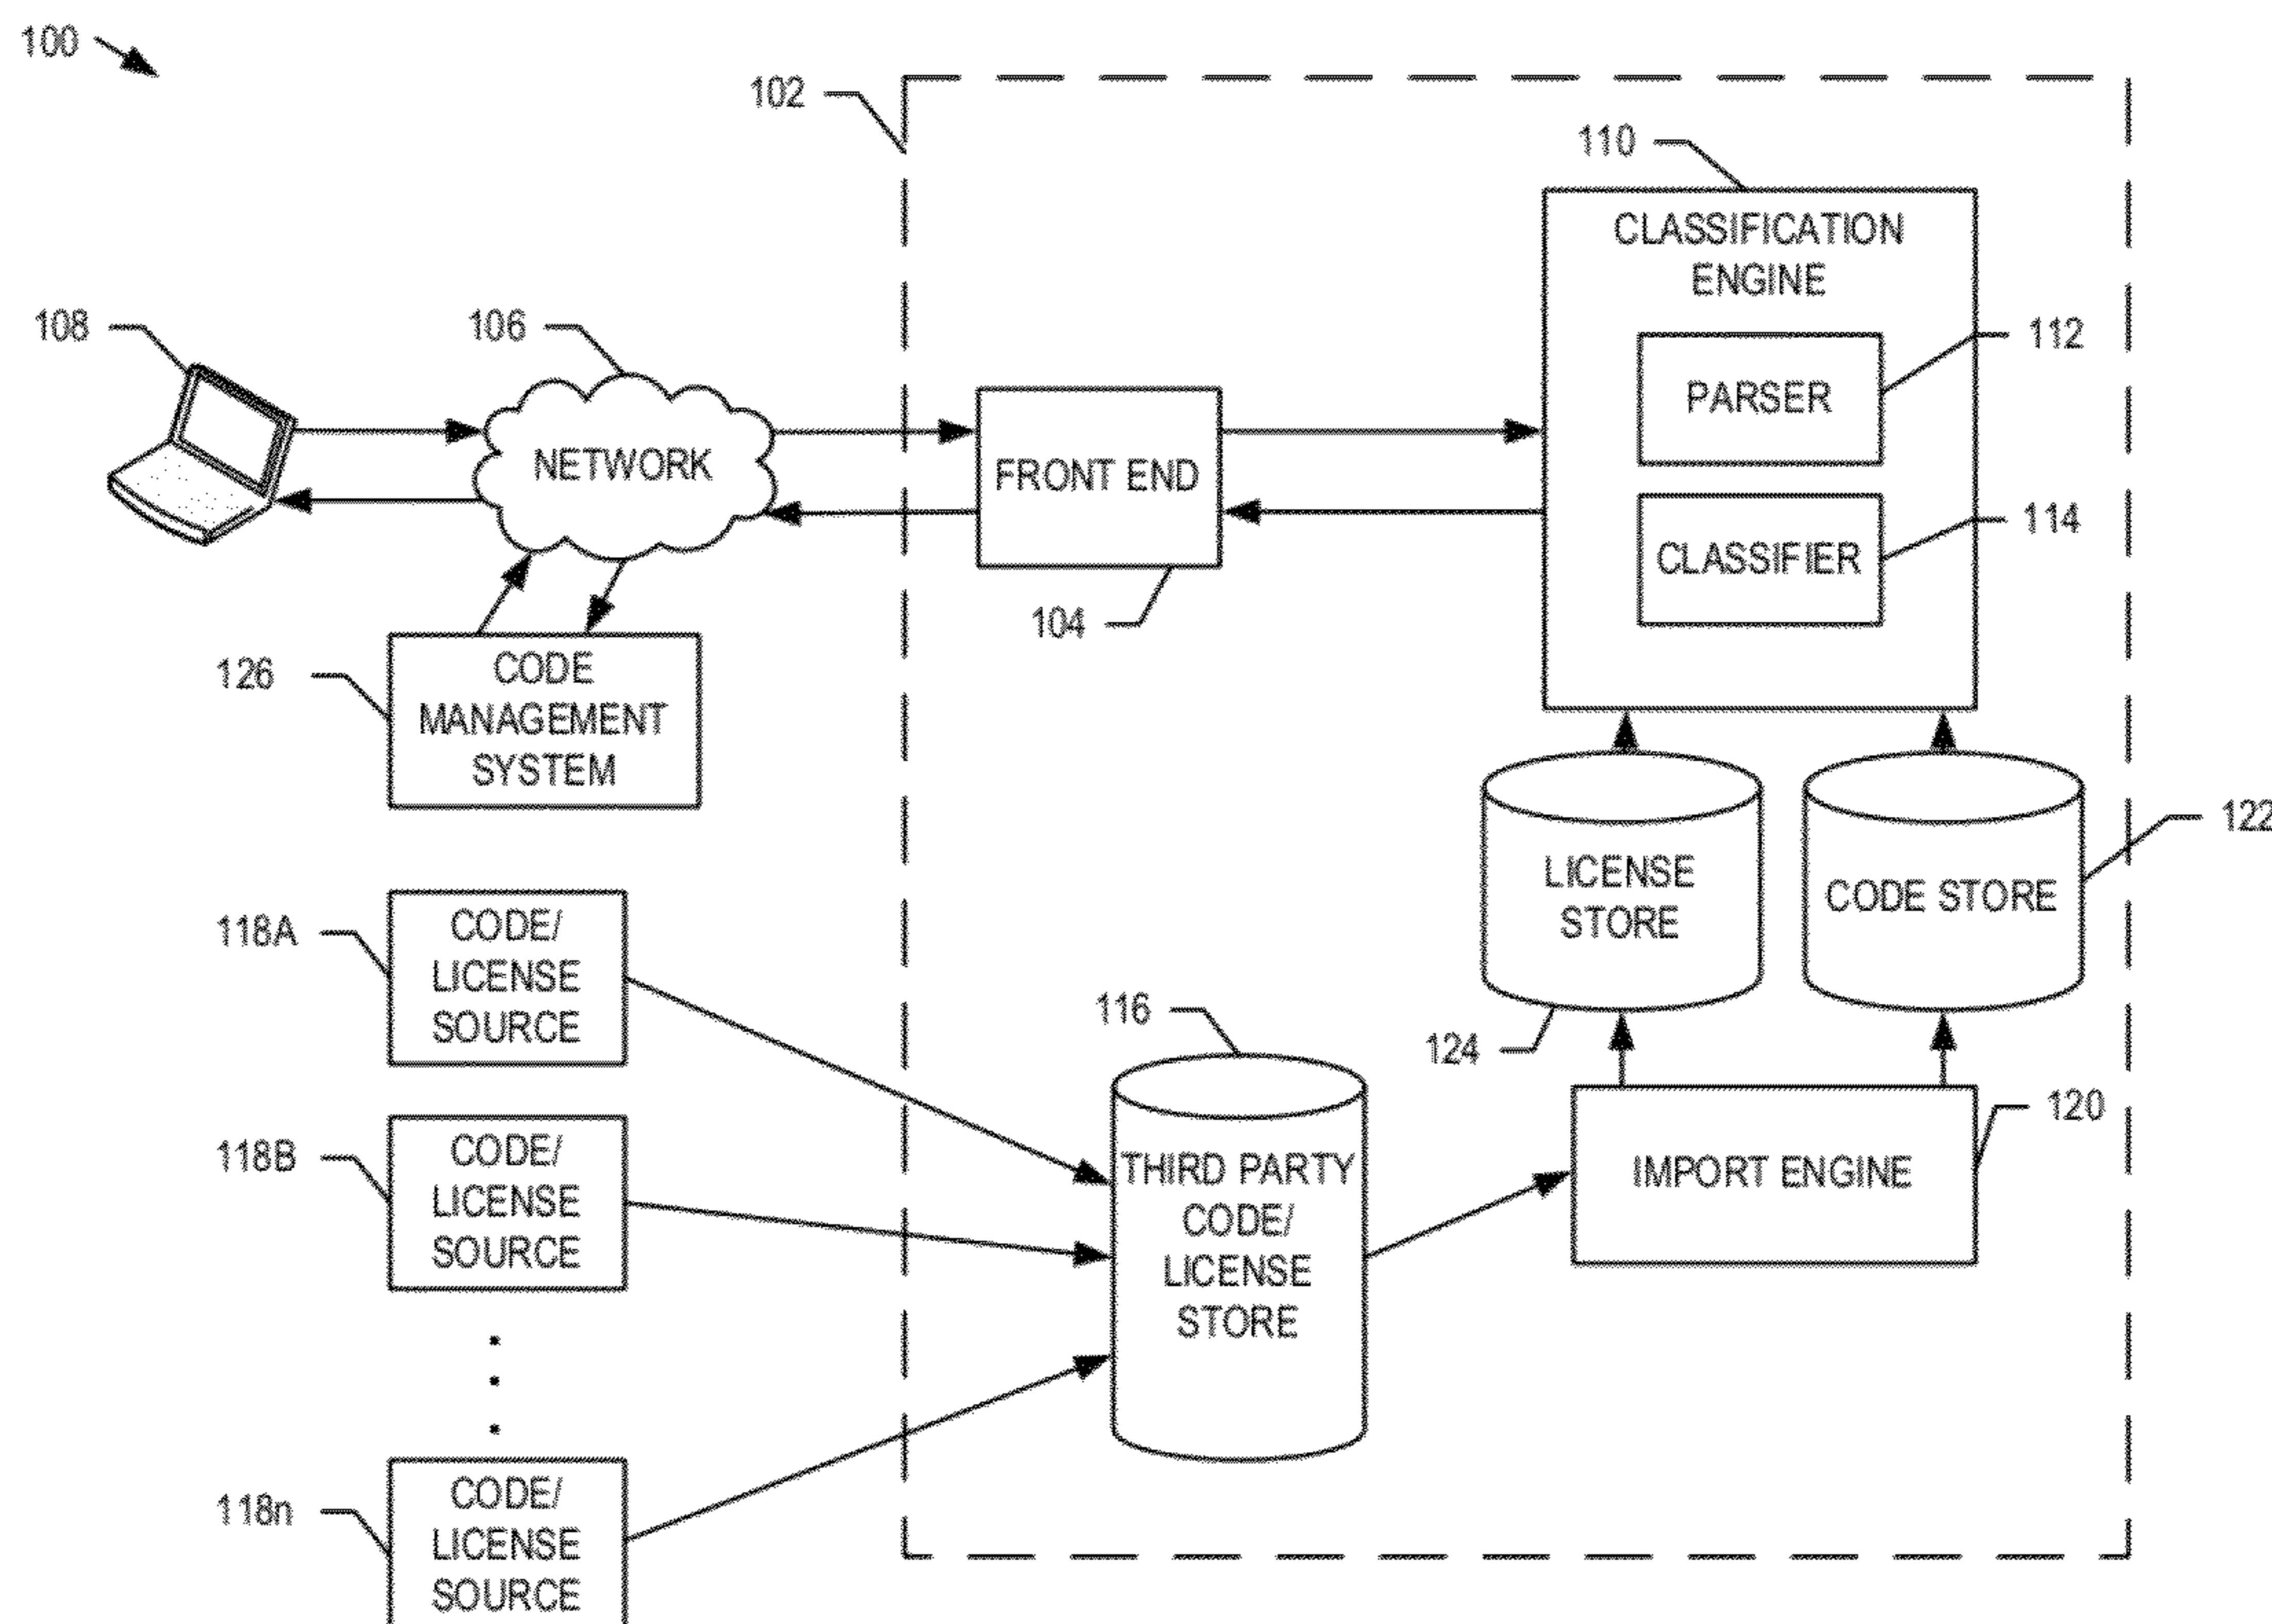 100
102
110
CLASSIFICATION
ENGINE
108
106
112
PARSER
NETWORK
FRONT END
114
CLASSIFIER
104
126
CODE
MANAGEMENT
SYSTEM
122
LICENSE
STORE
CODE STORE
118A
CODE/
LICENSE
SOURCE
116
124
120
118B
CODE/
LICENSE
SOURCE
THIRD PARTY
CODE/
LICENSE
STORE
IMPORT ENGINE
118n
CODE/
LICENSE
SOURCE